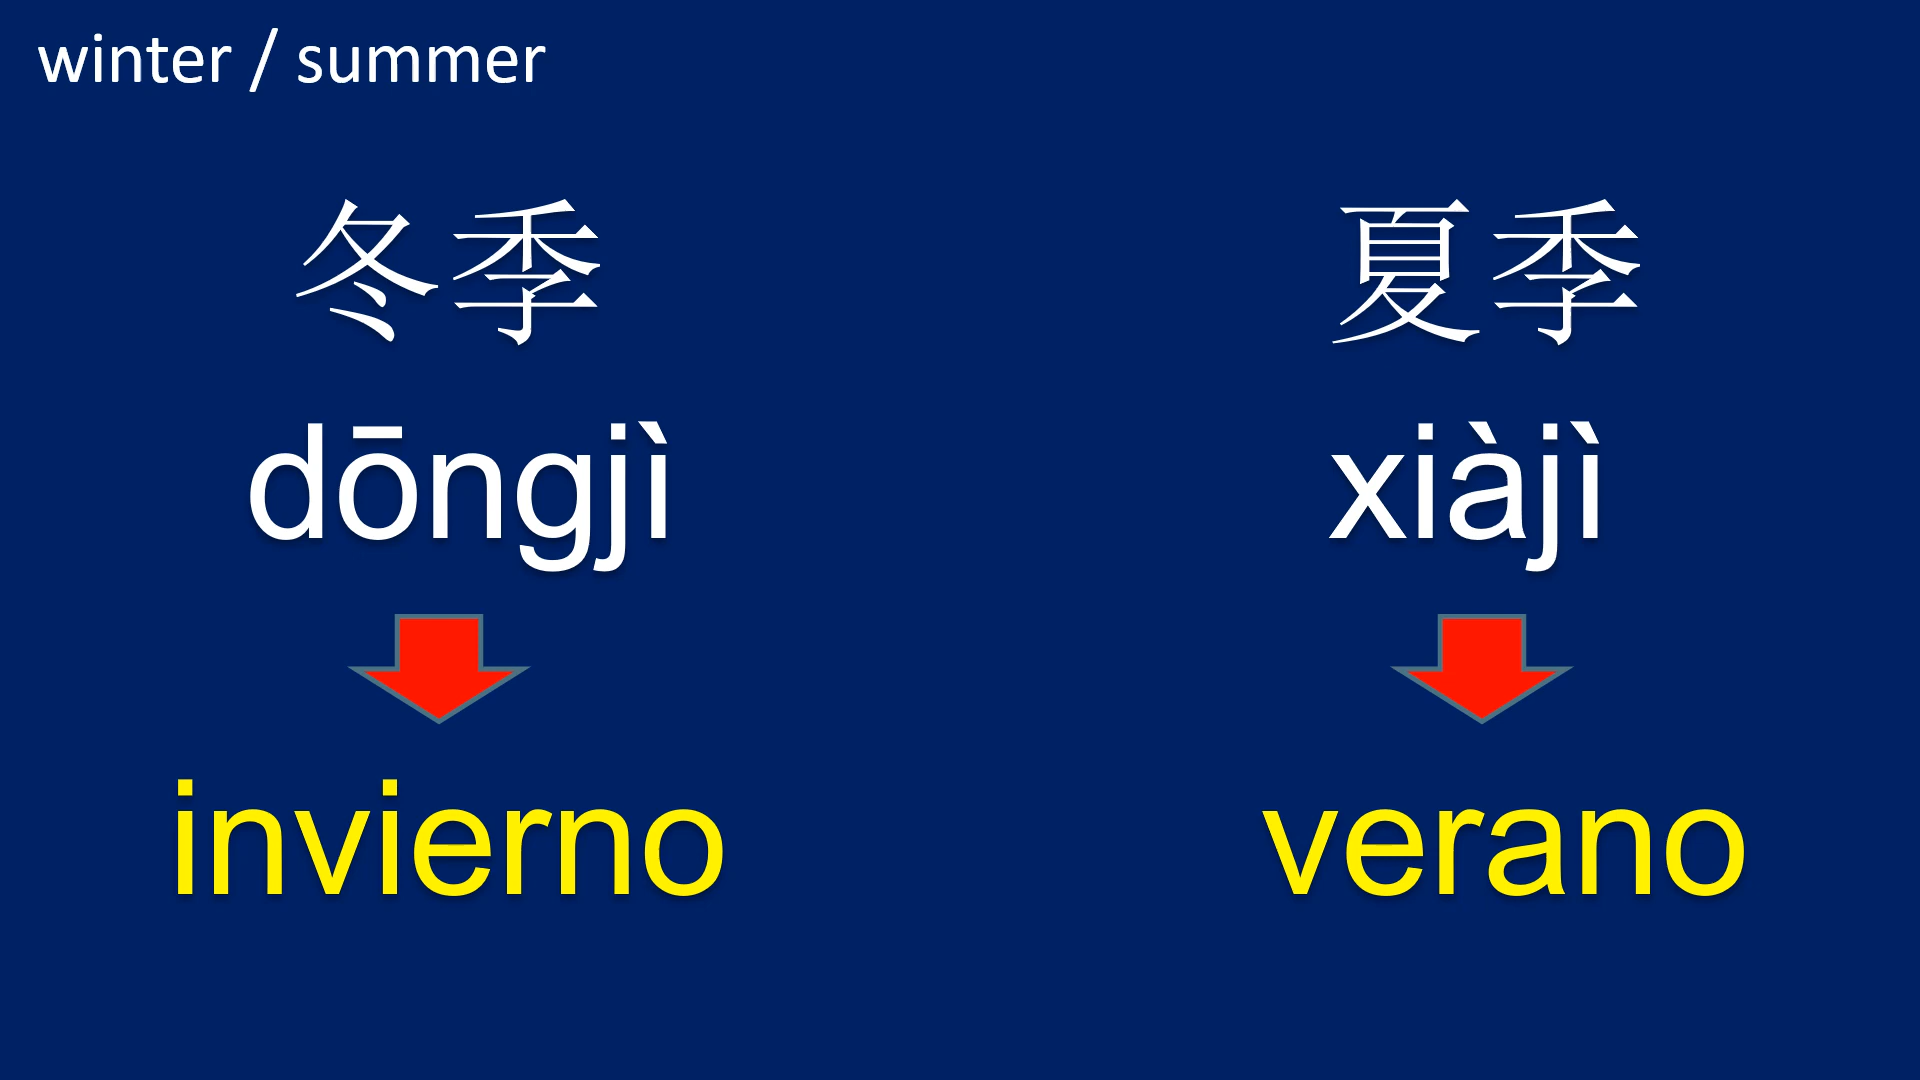 winter / summer
冬季
dōngjì
invierno
夏季
xiàjì
verano